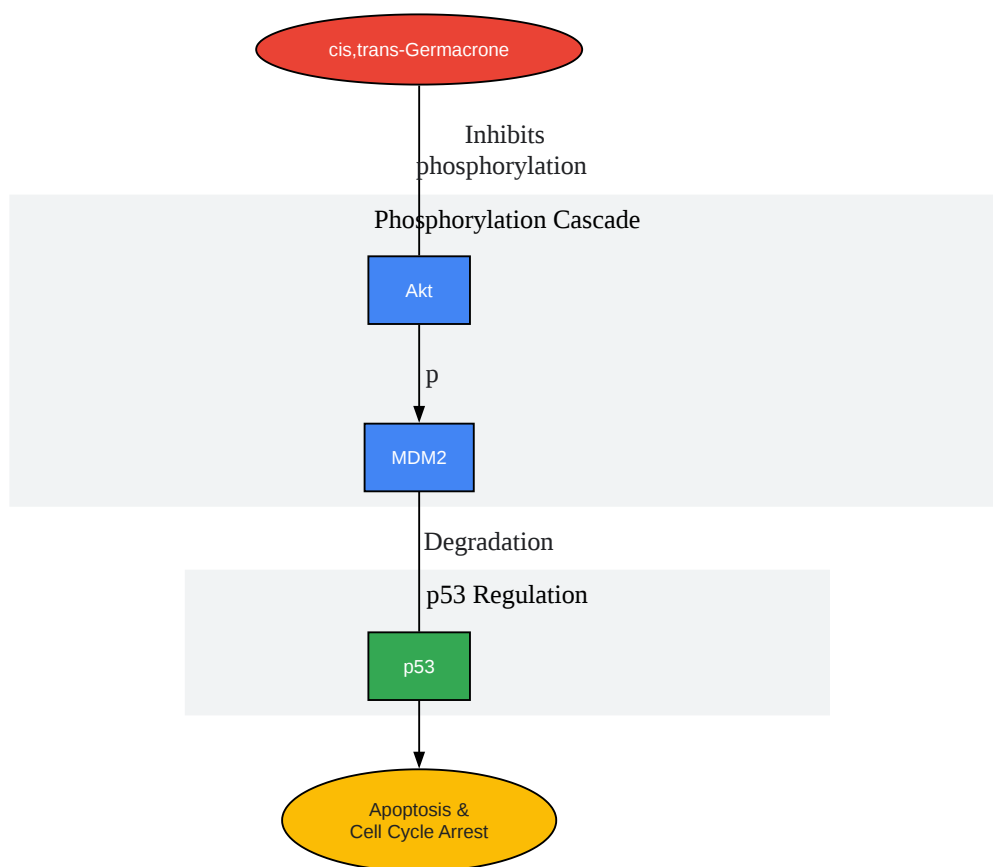 cis,trans-Germacrone
Inhibits
phosphorylation
Phosphorylation Cascade
Akt
p
MDM2
Degradation
p53 Regulation
p53
Apoptosis &
Cell Cycle Arrest